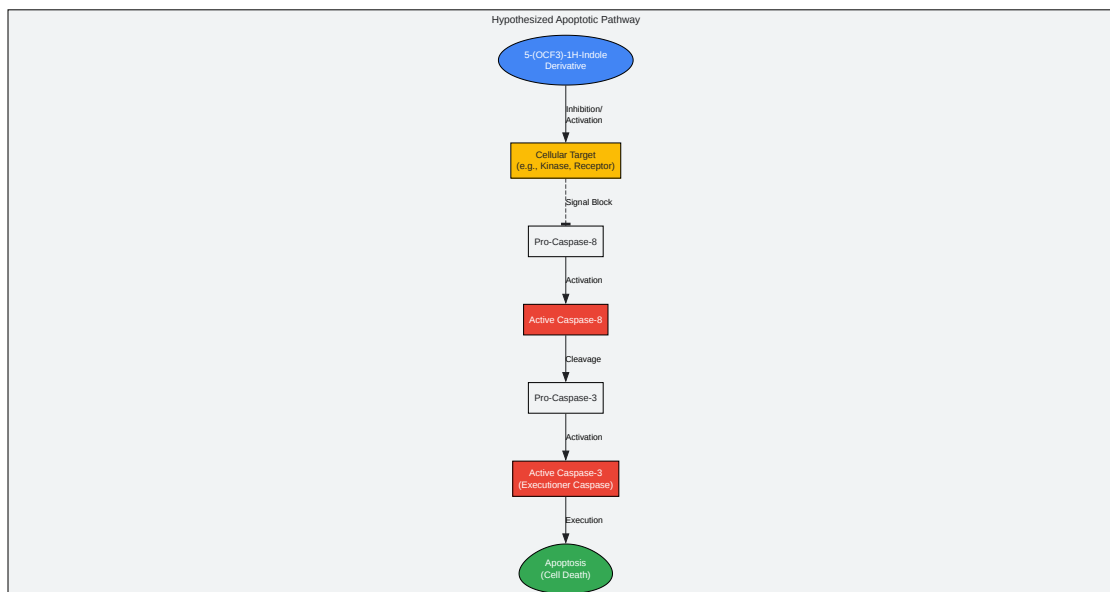 Hypothesized Apoptotic Pathway
5-(OCF3)-1H-Indole
Derivative
Inhibition/
Activation
Cellular Target
(e.g., Kinase, Receptor)
Signal Block
Pro-Caspase-8
Activation
Active Caspase-8
Cleavage
Pro-Caspase-3
Activation
Active Caspase-3
(Executioner Caspase)
Execution
Apoptosis
(Cell Death)